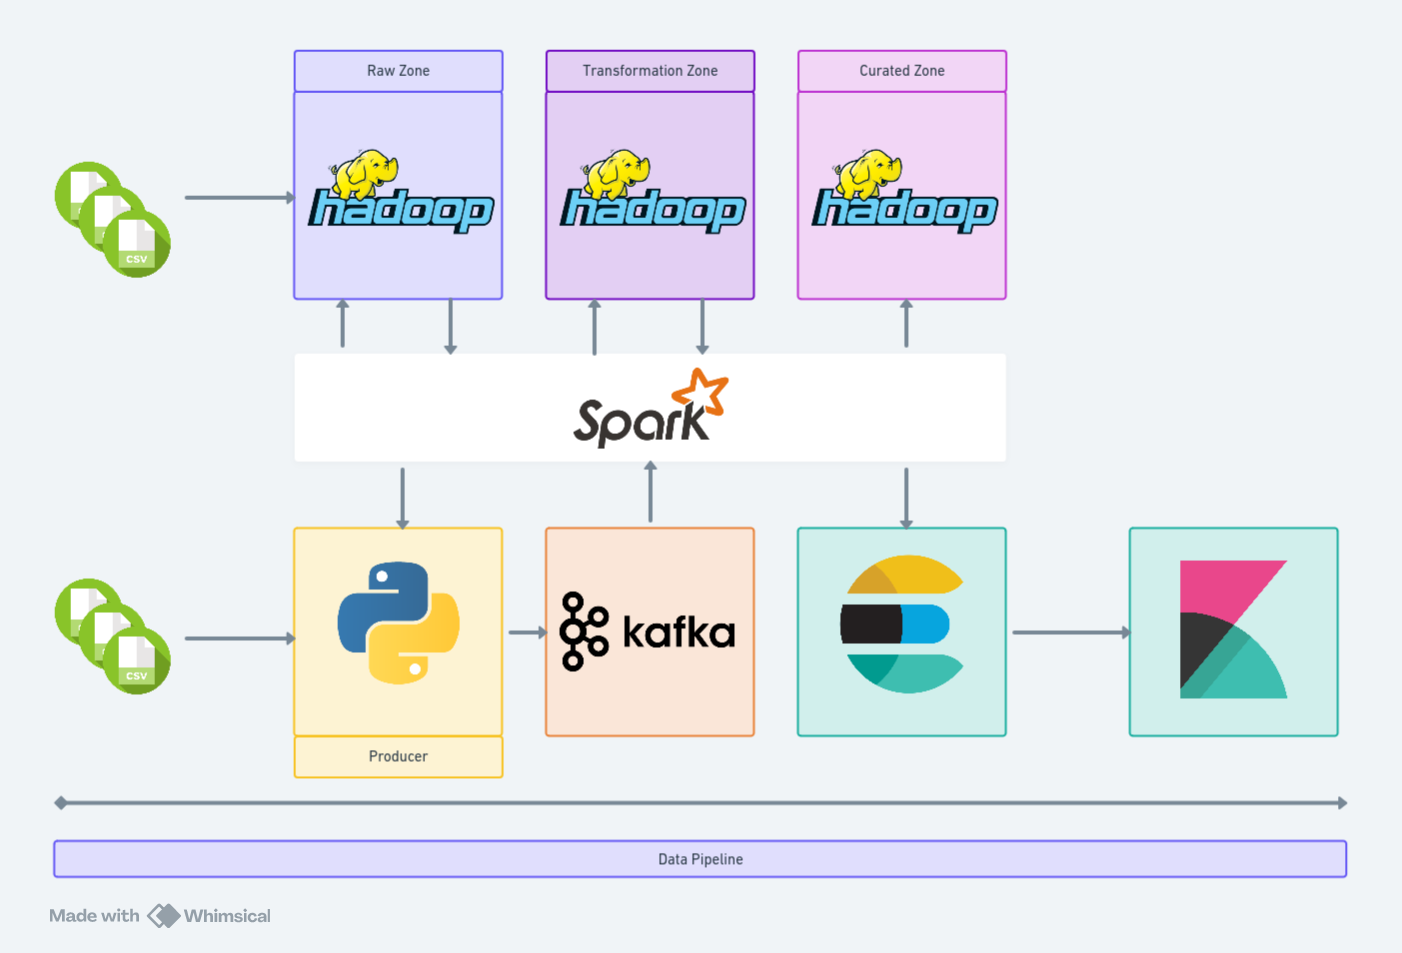 Raw Zone
Transformation Zone
Curated Zone
hadoop
hadoop
hadoop
CSV
Spark
kafka
CSV
Producer
Data Pipeline
Made with Whimsical